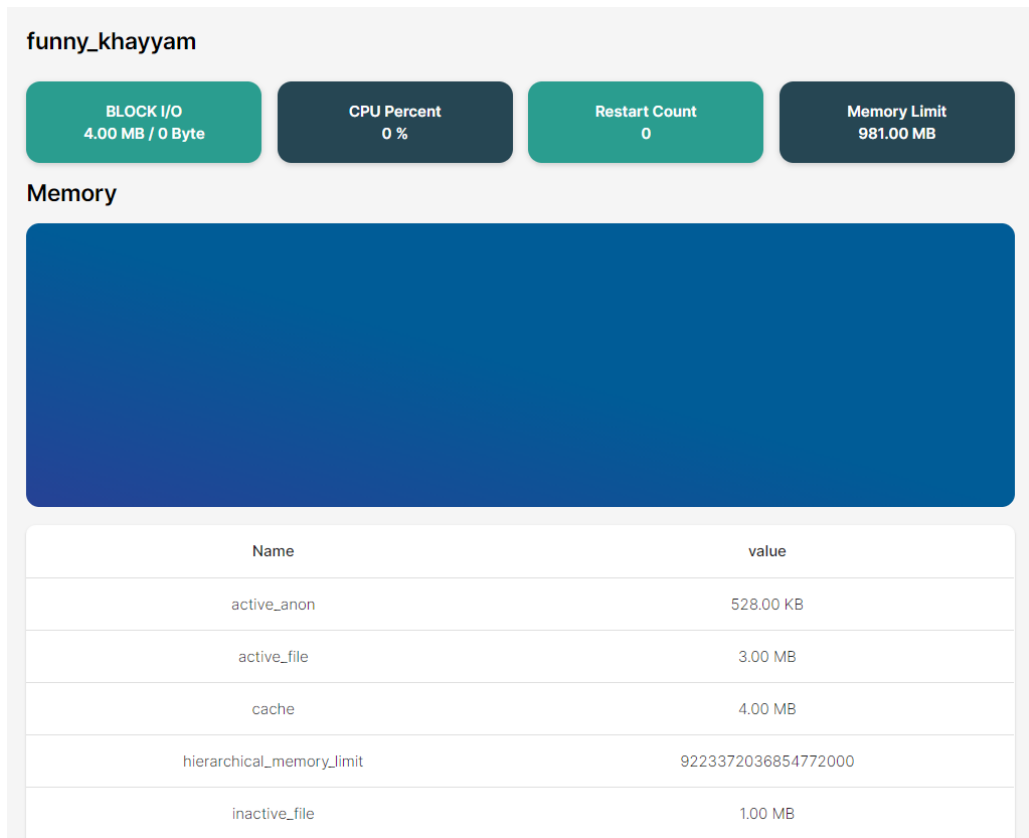 funny_khayyam
BLOCK I/O
4.00 MB / 0 Byte
CPU Percent
0 %
Restart Count
0
Memory Limit
981.00 MB
Memory
Name value
active_anon 528.00 KB
active_file 3.00 MB
cache 4.00 MB
hierarchical_memory_limit 9223372036854772000
inactive_file 1.00 MB